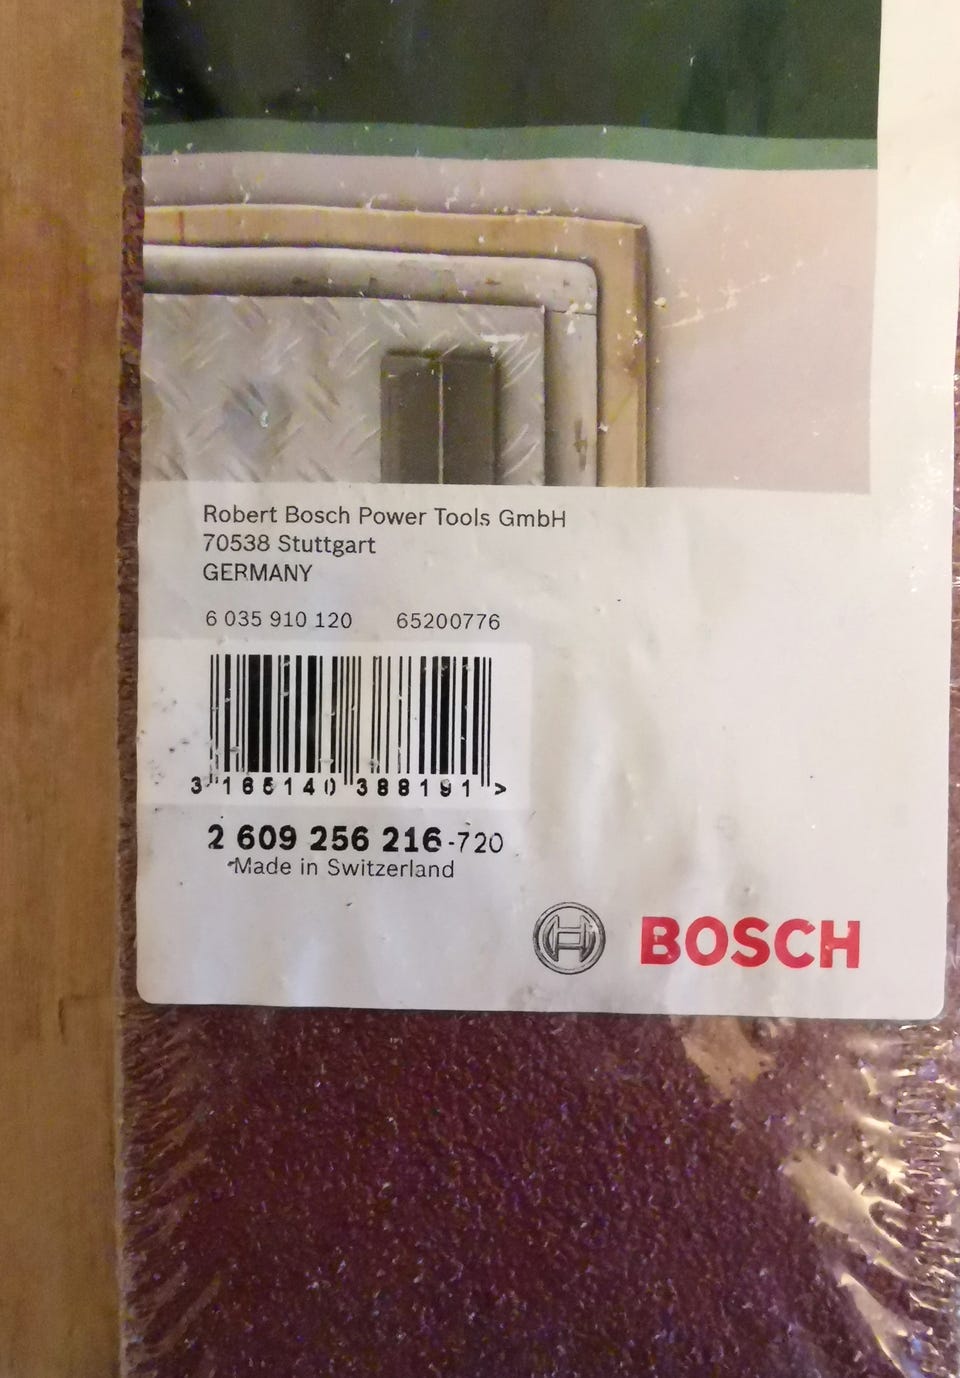 Robert Bosch Power Tools GmbH
70538 Stuttgart
GERMANY
6 035 910 120 65200776
3 165140 388191 >
2 609 256 216-720
Made in Switzerland
BOSCH